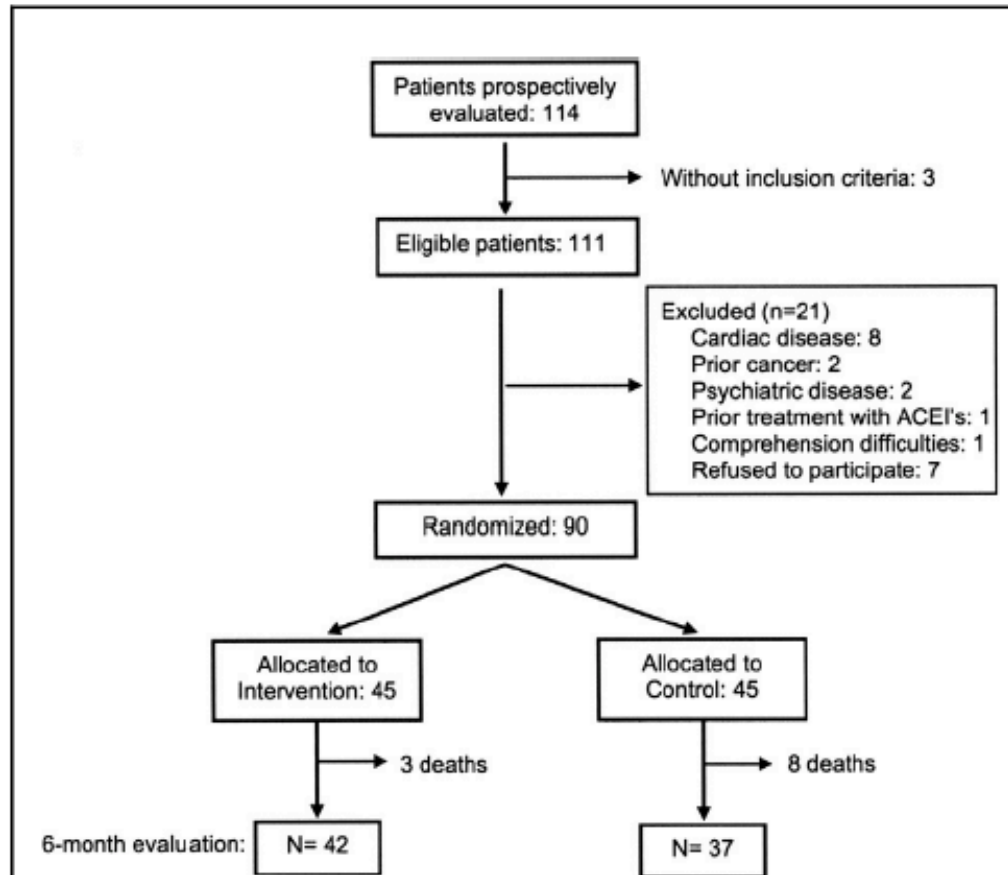 Patients prospectively
evaluated: 114
Without inclusion criteria: 3
Eligible patients: 111
Excluded (n=21)
Cardiac disease: 8
Prior cancer: 2
Psychiatric disease: 2
Prior treatment with ACEI's: 1
Comprehension difficulties: 1
Refused to participate: 7
Randomized: 90
Allocated to
Intervention: 45
Allocated to
Control: 45
3 deaths
8 deaths
6-month evaluation:
N= 42
N= 37